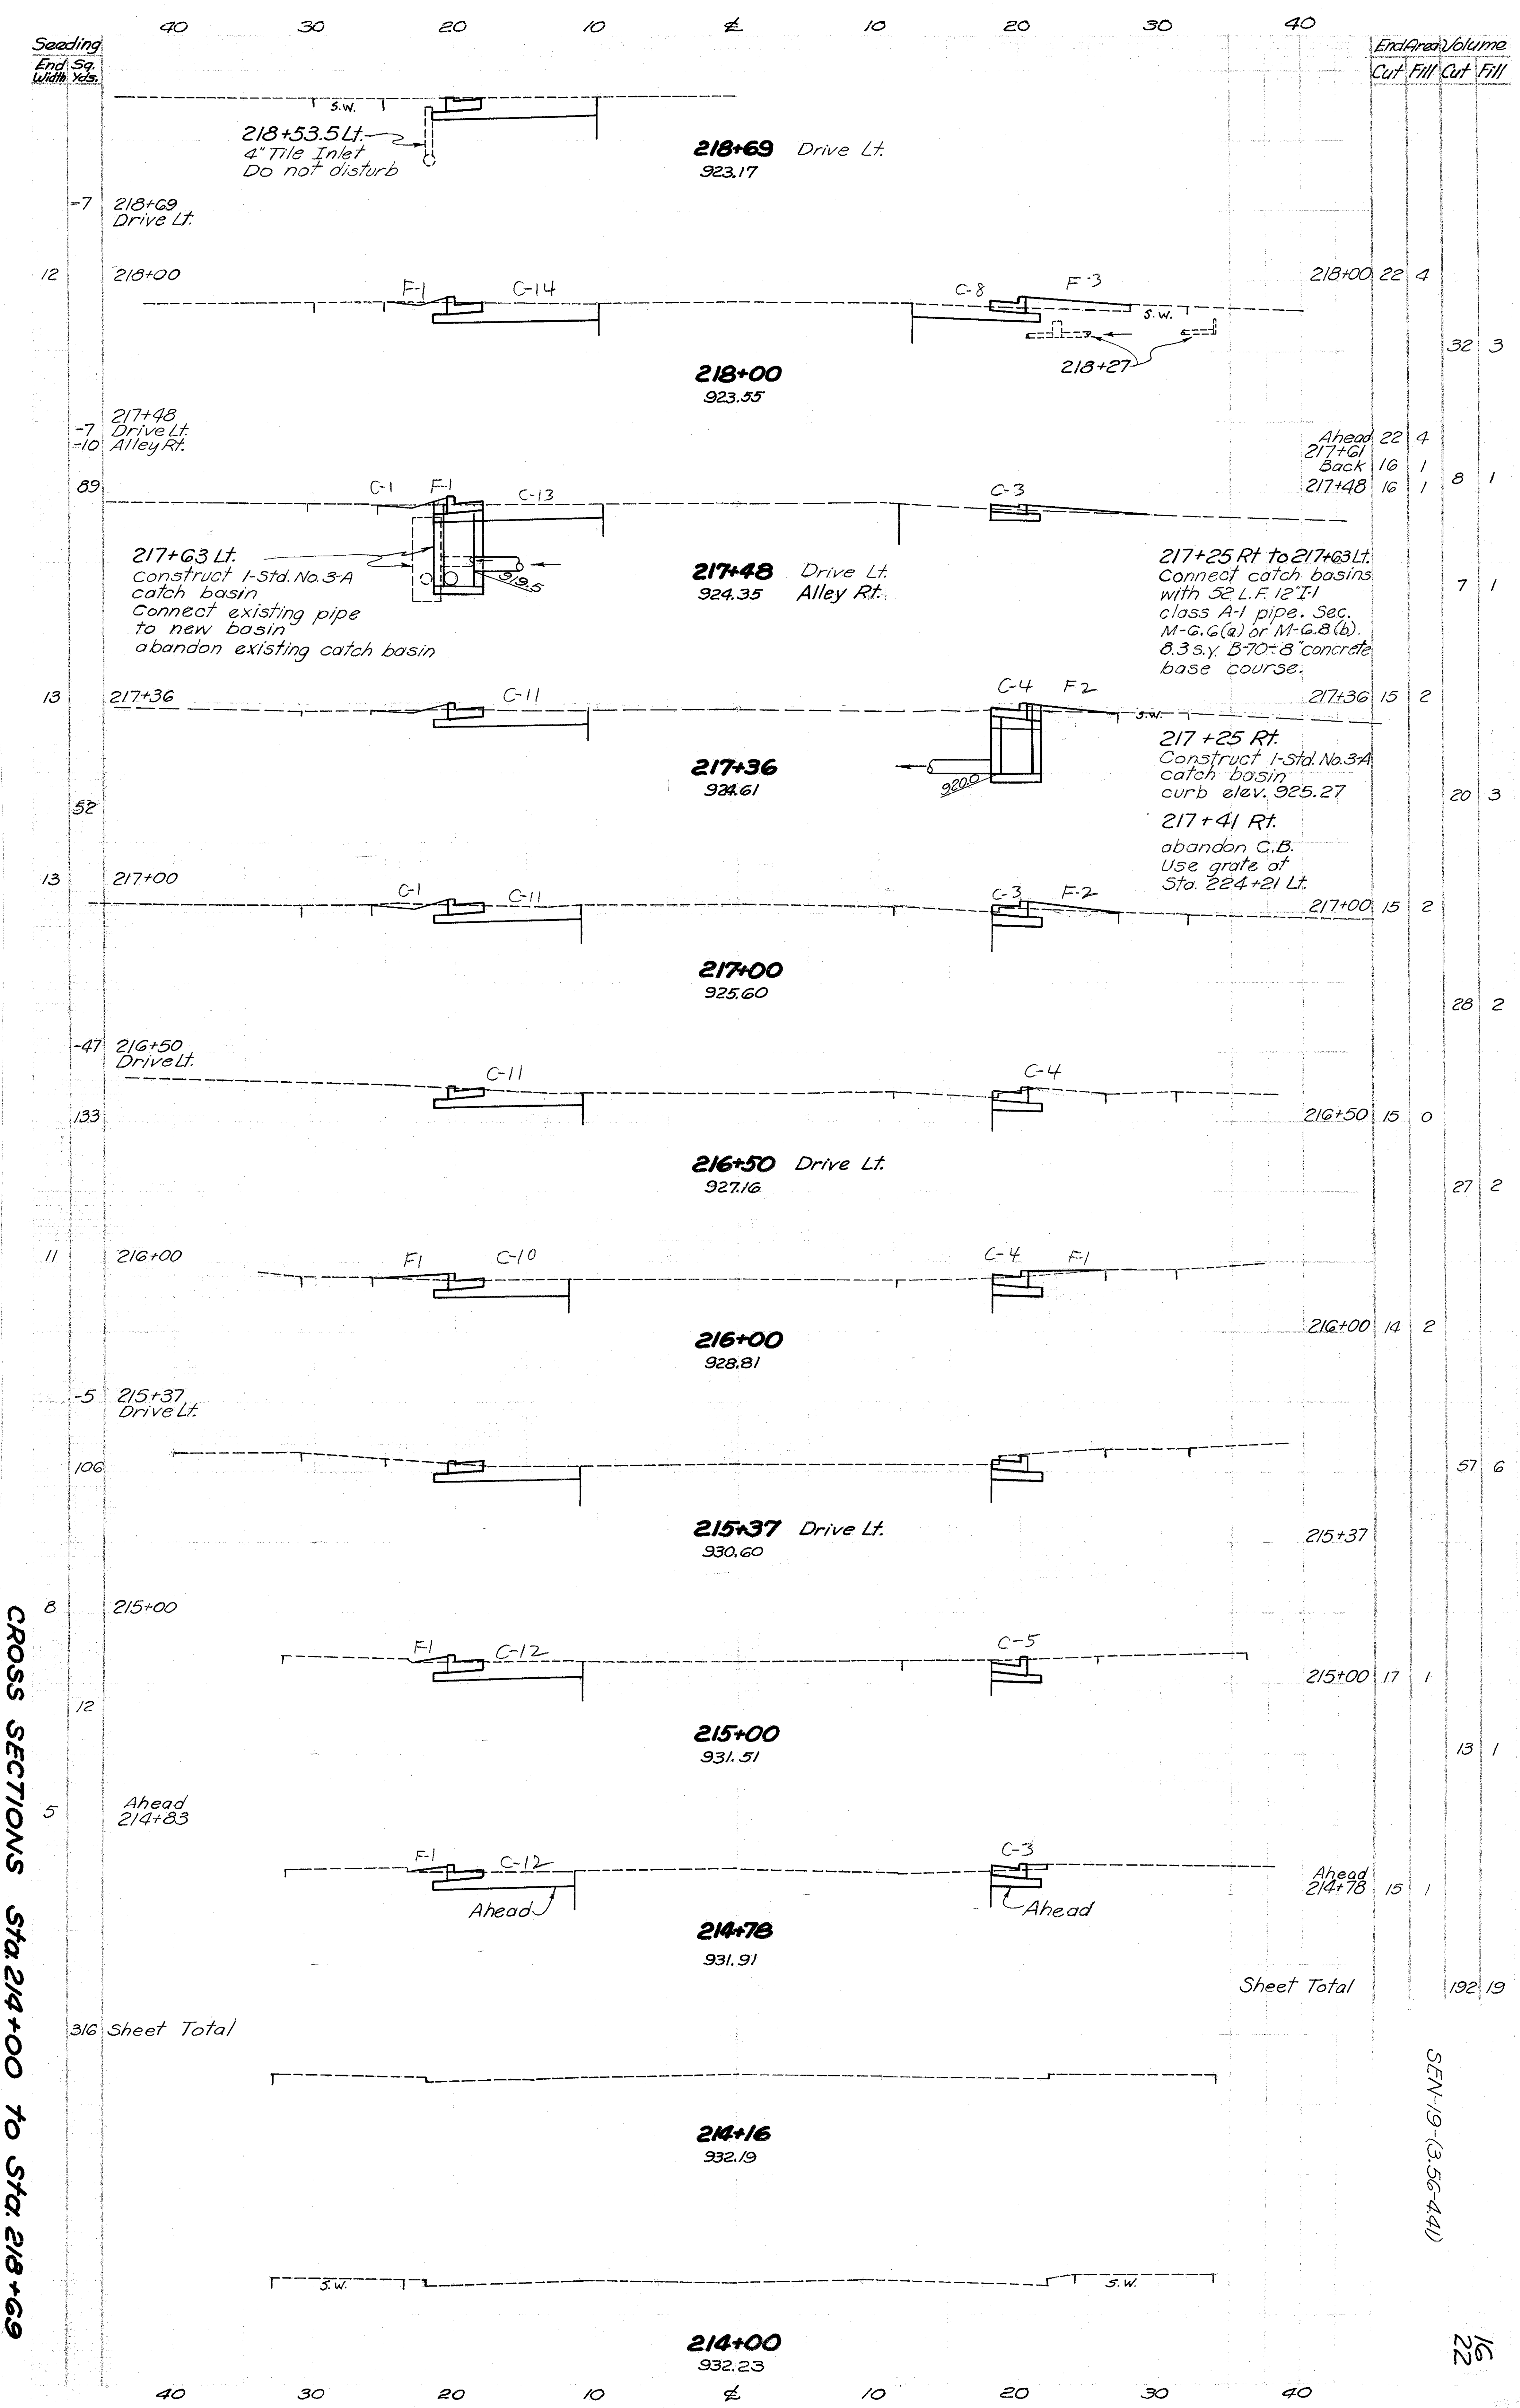 40 30 20 10 ℄ 10 20 30 40
Seeding
End Width
Sq. Yds.
End Area Volume
Cut Fill Cut Fill
S.W.
218+53.5 Lt.
4" Tile Inlet
Do not disturb
218+69 Drive Lt.
923.17
-7 218+69
Drive Lt.
12 218+00
F-1 C-14 C-8 F-3
218+00 22 4
S.W.
218+27
32 3
218+00
923.55
217+48
-7 Drive Lt.
-10 Alley Rt.
Ahead 22 4
217+61
Back 16 1
8 1
217+48 16 1
89
C-1 F-1 C-13 C-3
217+63 Lt.
Construct 1-Std. No. 3-A
catch basin
Connect existing pipe
to new basin
abandon existing catch basin
919.5
217+48 Drive Lt.
924.35 Alley Rt.
217+25 Rt to 217+63 Lt.
Connect catch basins
with 52 L.F. 12" I-1
class A-1 pipe. Sec.
M-6.6(a) or M-6.8(b).
8.3 s.y. B-70-8" concrete
base course.
7 1
13 217+36
C-11 C-4 F-2
217+36 15 2
S.W.
217+36
924.61
920.0
217+25 Rt.
Construct 1-Std. No. 3-A
catch basin
curb elev. 925.27
20 3
52
217+41 Rt.
abandon C.B.
Use grate at
Sta. 224+21 Lt.
13 217+00
C-1 C-11 C-3 F-2
217+00 15 2
217+00
925.60
28 2
-47 216+50
Drive Lt.
C-11 C-4
133
216+50 15 0
216+50 Drive Lt.
927.16
27 2
11 216+00
F1 C-10 C-4 F-1
216+00 14 2
216+00
928.81
-5 215+37
Drive Lt.
106
57 6
215+37 Drive Lt.
930.60
215+37
8 215+00
F-1 C-12 C-5
215+00 17 1
12
215+00
931.51
13 1
5 Ahead
214+83
F-1 C-12 C-3
Ahead
214+78 15 1
Ahead Ahead
214+78
931.91
Sheet Total 192 19
316 Sheet Total
214+16
932.19
S.W. S.W.
214+00
932.23
40 30 20 10 ℄ 10 20 30 40
CROSS SECTIONS Sta. 214+00 TO Sta. 218+69
SEN-19-(3.56-4.41)
16
22